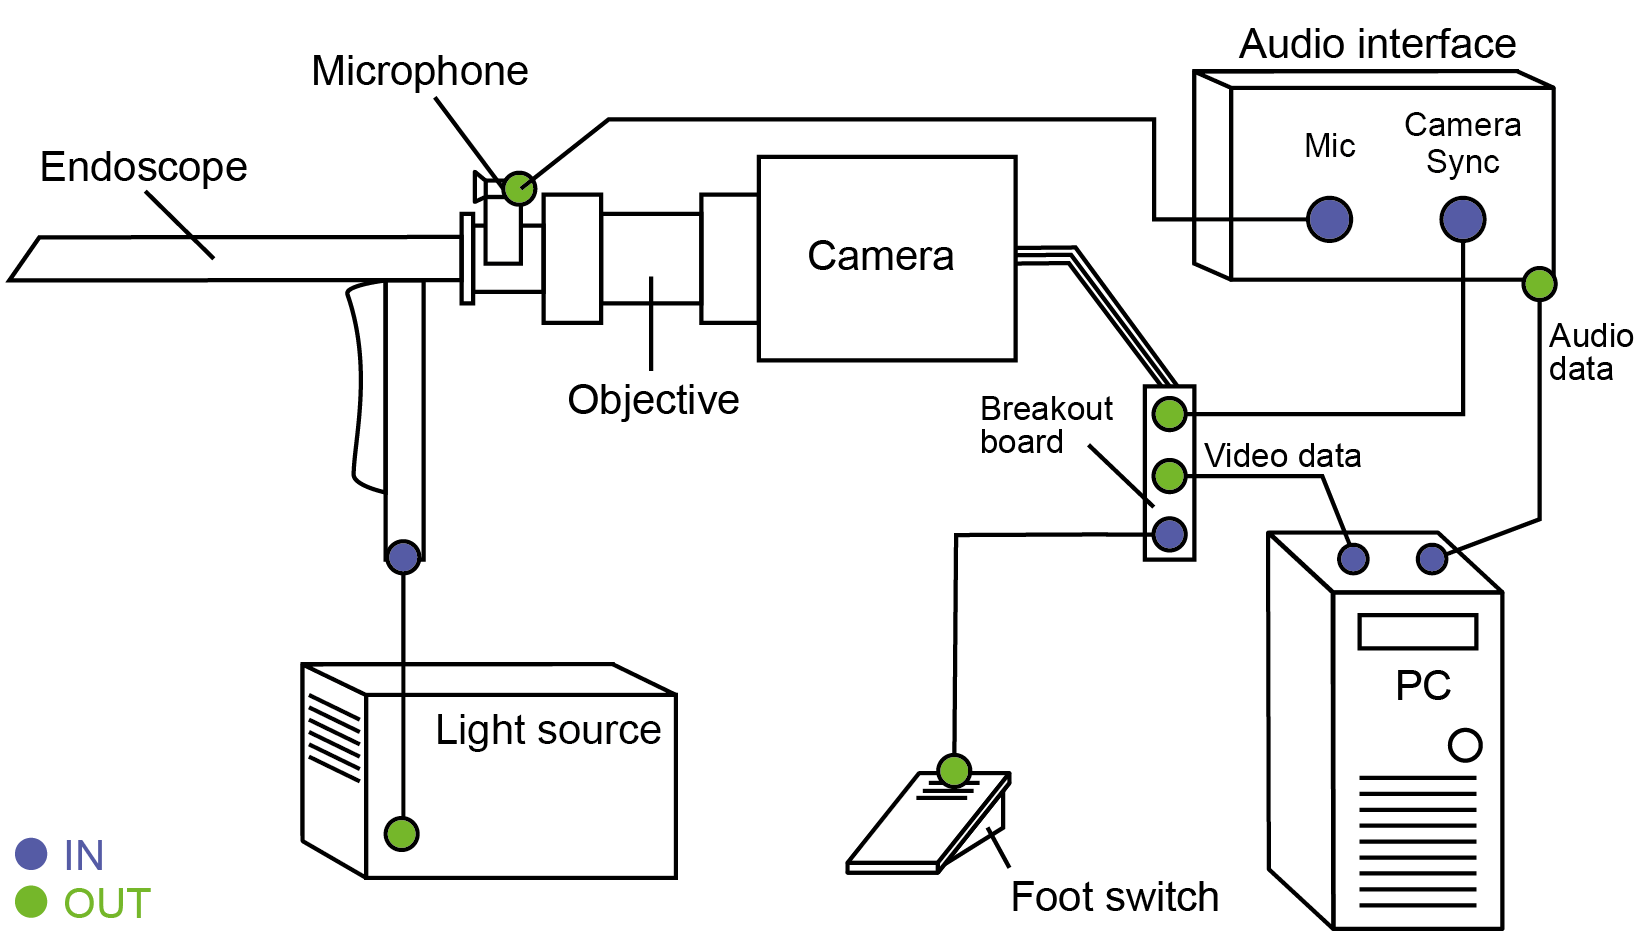 Audio interface
Microphone
Mic
Camera
Sync
Endoscope
Camera
Audio
data
Objective
Breakout
board
Video data
PC
Light source
IN
OUT
Foot switch